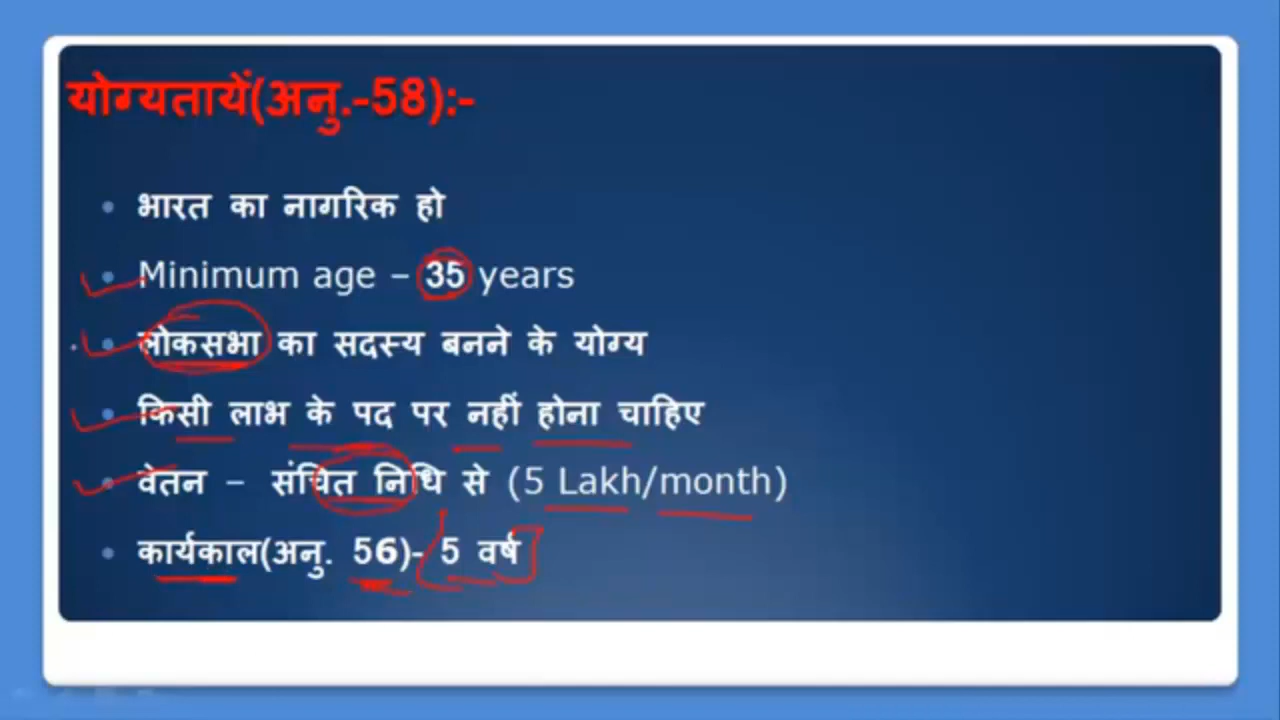 योग्यतायें(अनु.-58):-
• भारत का नागरिक हो
• Minimum age – 35 years
• लोकसभा का सदस्य बनने के योग्य
• किसी लाभ के पद पर नहीं होना चाहिए
• वेतन – संचित निधि से (5 Lakh/month)
• कार्यकाल(अनु. 56)- 5 वर्ष